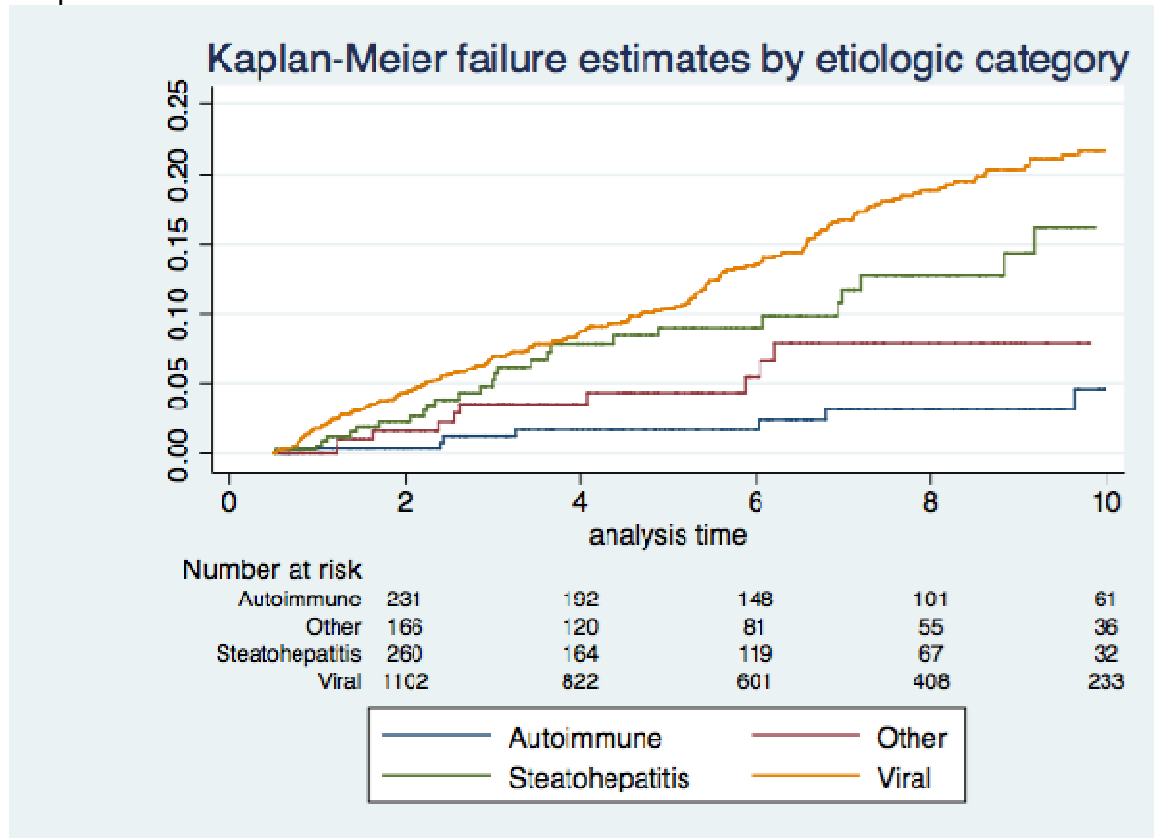 Kaplan-Meier failure estimates by etiologic category
0.25
0.20
0.15
0.10
0.05
0.00
0 2 4 6 8 10
analysis time
Number at risk
Autoimmune 231 192 148 101 61
Other 166 120 81 55 36
Steatohepatitis 260 164 119 67 32
Viral 1102 822 601 408 233
Autoimmune Other
Steatohepatitis Viral